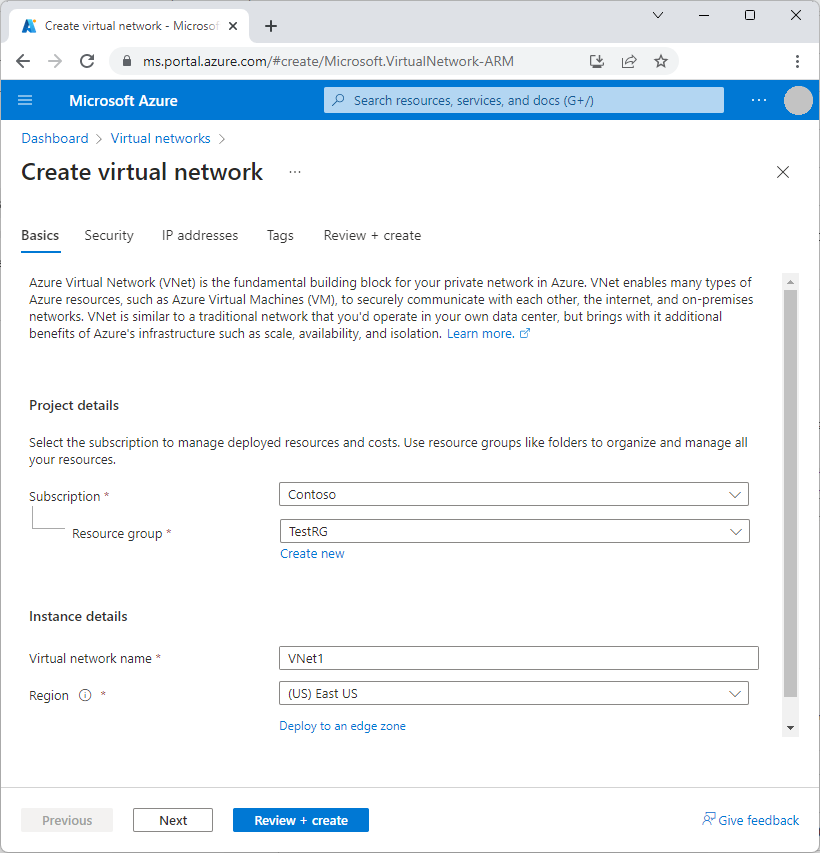 Create virtual network - Microsof
ms.portal.azure.com/#create/Microsoft.VirtualNetwork-ARM
Microsoft Azure
Search resources, services, and docs (G+/)
Dashboard > Virtual networks >
Create virtual network ...
Basics Security IP addresses Tags Review + create
Azure Virtual Network (VNet) is the fundamental building block for your private network in Azure. VNet enables many types of
Azure resources, such as Azure Virtual Machines (VM), to securely communicate with each other, the internet, and on-premises
networks. VNet is similar to a traditional network that you'd operate in your own data center, but brings with it additional
benefits of Azure's infrastructure such as scale, availability, and isolation. Learn more.
Project details
Select the subscription to manage deployed resources and costs. Use resource groups like folders to organize and manage all
your resources.
Subscription * Contoso
Resource group * TestRG
Create new
Instance details
Virtual network name * VNet1
Region * (US) East US
Deploy to an edge zone
Previous Next Review + create Give feedback